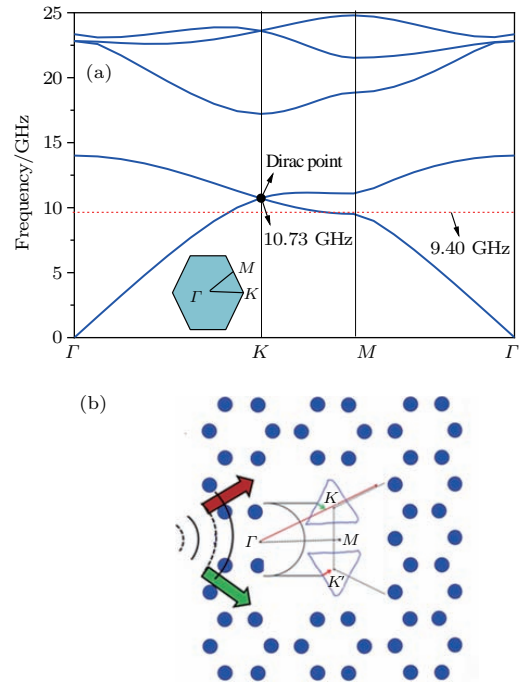 25
20
15
10
5
0
Frequency/GHz
(a)
Dirac point
10.73 GHz
9.40 GHz
Γ
M
K
Γ
K
M
Γ
(b)
K
Γ
M
K′